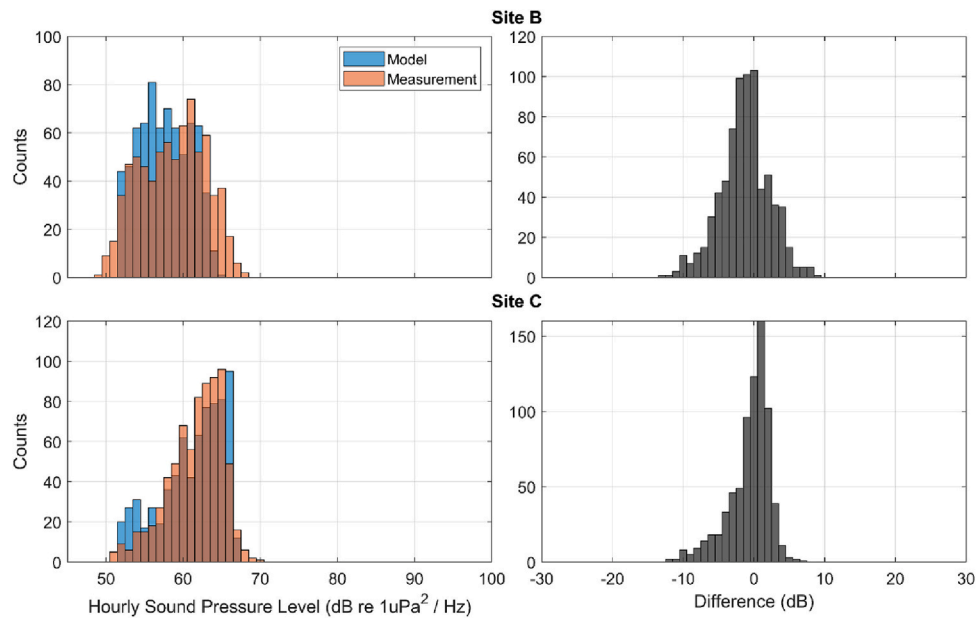 Site B
100
80
60
40
20
0
Counts
Model
Measurement
120
100
80
60
40
20
0
Site C
120
100
80
60
40
20
0
Counts
50 60 70 80 90 100
Hourly Sound Pressure Level (dB re 1uPa² / Hz)
150
100
50
0
-30 -20 -10 0 10 20 30
Difference (dB)